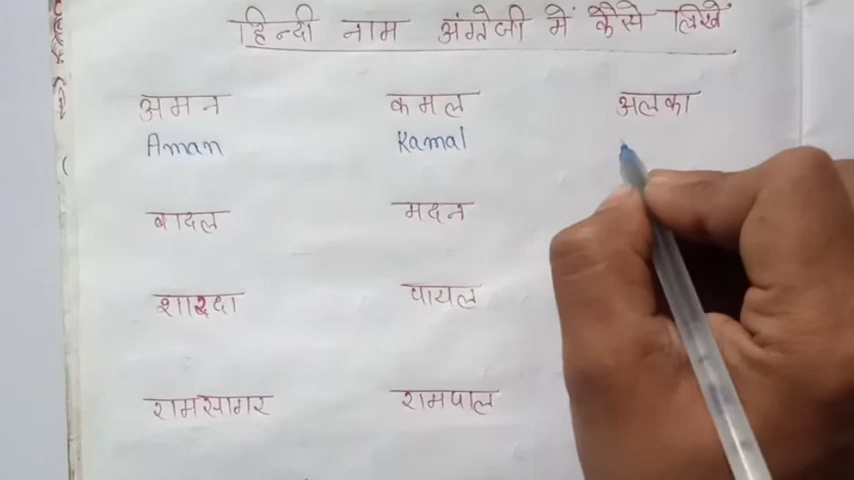 हिन्दी नाम अंग्रेजी में कैसे लिखें
अमन कमल अलका
Aman Kamal
बादल मदन
शारदा पायल
रामसागर रामपाल